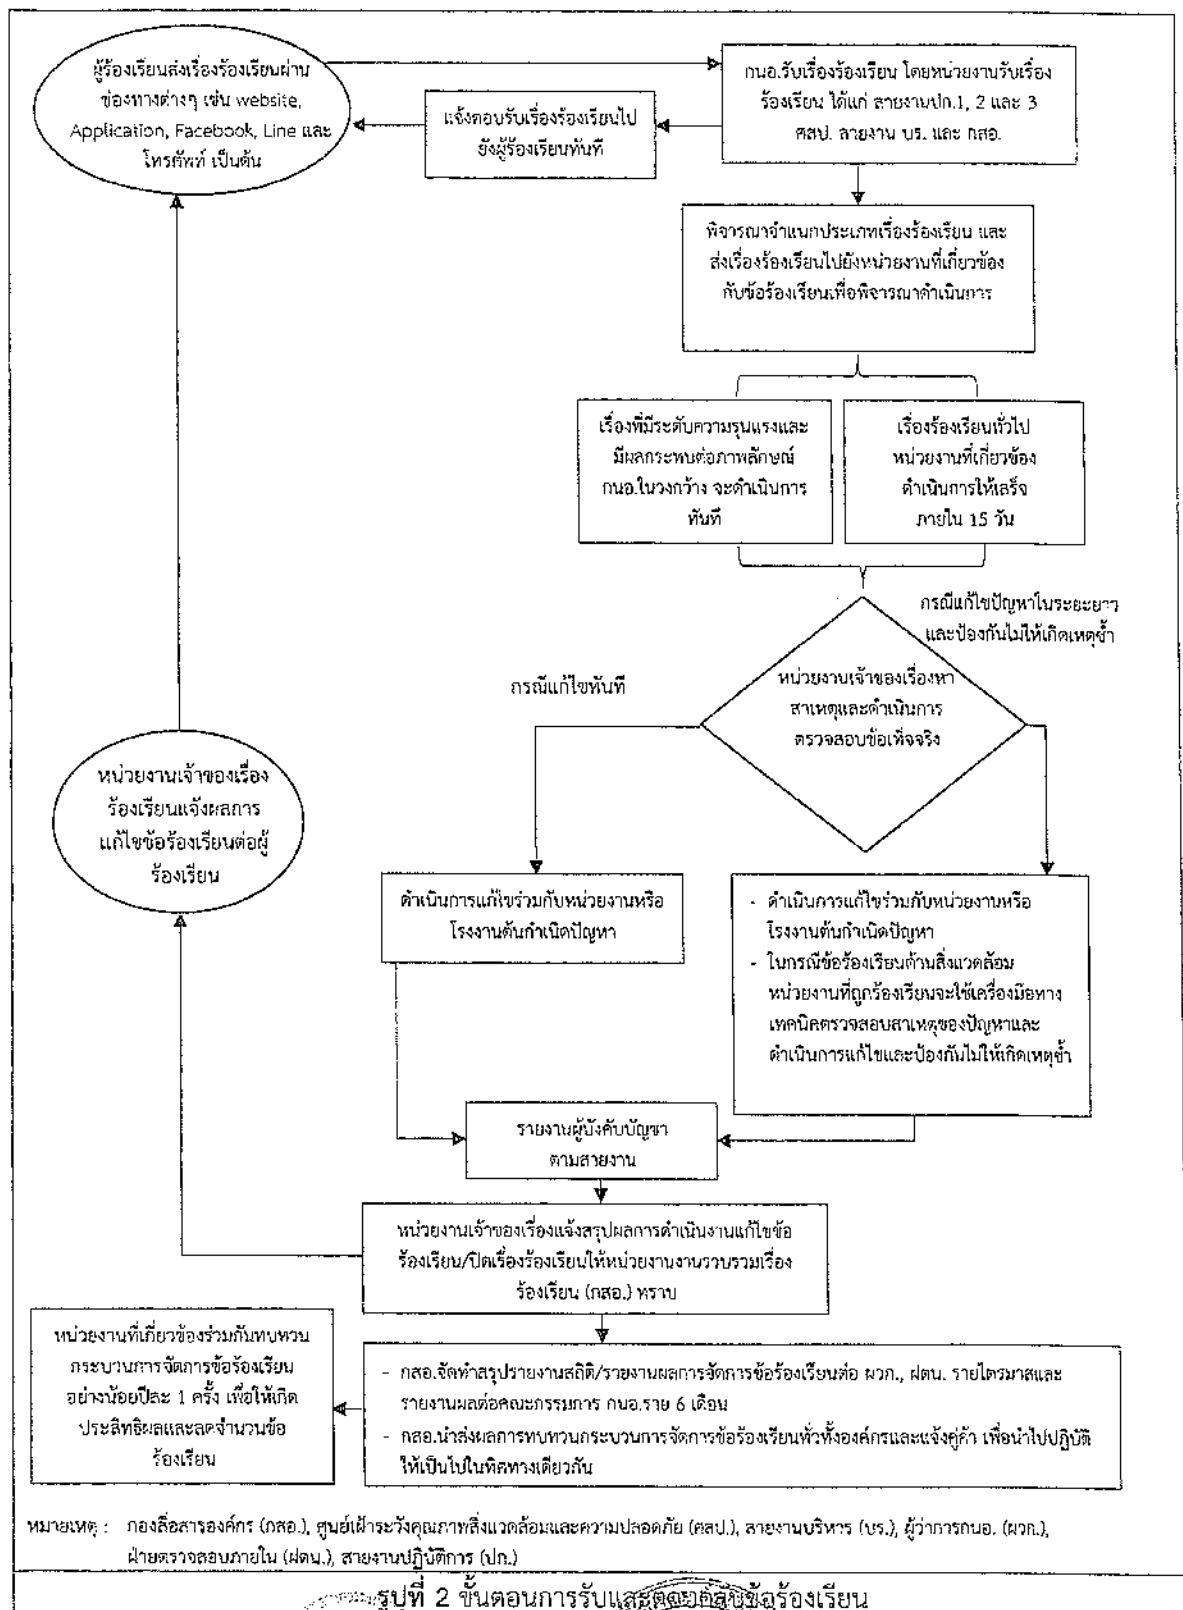 ผู้ร้องเรียนส่งเรื่องร้องเรียนผ่าน
ช่องทางต่างๆ เช่น website,
Application, Facebook, Line และ
โทรศัพท์ เป็นต้น
แจ้งตอบรับเรื่องร้องเรียนไป
ยังผู้ร้องเรียนทันที
กนอ.รับเรื่องร้องเรียน โดยหน่วยงานรับเรื่อง
ร้องเรียน ได้แก่ สายงานปก.1, 2 และ 3
ศสป. สายงาน บร. และ กสอ.
พิจารณาจำแนกประเภทเรื่องร้องเรียน และ
ส่งเรื่องร้องเรียนไปยังหน่วยงานที่เกี่ยวข้อง
กับข้อร้องเรียนเพื่อพิจารณาดำเนินการ
เรื่องที่มีระดับความรุนแรงและ
มีผลกระทบต่อภาพลักษณ์
กนอ.ในวงกว้าง จะดำเนินการ
ทันที
เรื่องร้องเรียนทั่วไป
หน่วยงานที่เกี่ยวข้อง
ดำเนินการให้เสร็จ
ภายใน 15 วัน
กรณีแก้ไขปัญหาในระยะยาว
และป้องกันไม่ให้เกิดเหตุซ้ำ
กรณีแก้ไขทันที
หน่วยงานเจ้าของเรื่องหา
สาเหตุและดำเนินการ
ตรวจสอบข้อเท็จจริง
หน่วยงานเจ้าของเรื่อง
ร้องเรียนแจ้งผลการ
แก้ไขข้อร้องเรียนต่อผู้
ร้องเรียน
ดำเนินการแก้ไขร่วมกับหน่วยงานหรือ
โรงงานต้นกำเนิดปัญหา
- ดำเนินการแก้ไขร่วมกับหน่วยงานหรือ
โรงงานต้นกำเนิดปัญหา
- ในกรณีข้อร้องเรียนด้านสิ่งแวดล้อม
หน่วยงานที่ถูกร้องเรียนจะใช้เครื่องมือทาง
เทคนิคตรวจสอบสาเหตุของปัญหาและ
ดำเนินการแก้ไขและป้องกันไม่ให้เกิดเหตุซ้ำ
รายงานผู้บังคับบัญชา
ตามสายงาน
หน่วยงานเจ้าของเรื่องแจ้งสรุปผลการดำเนินงานแก้ไขข้อ
ร้องเรียน/ปิดเรื่องร้องเรียนให้หน่วยงานงานรวบรวมเรื่อง
ร้องเรียน (กสอ.) ทราบ
หน่วยงานที่เกี่ยวข้องร่วมกันทบทวน
กระบวนการจัดการข้อร้องเรียน
อย่างน้อยปีละ 1 ครั้ง เพื่อให้เกิด
ประสิทธิผลและลดจำนวนข้อ
ร้องเรียน
- กสอ.จัดทำสรุปรายงานสถิติ/รายงานผลการจัดการข้อร้องเรียนต่อ ผวก., ฝตน. รายไตรมาสและ
รายงานผลต่อคณะกรรมการ กนอ.ราย 6 เดือน
- กสอ.นำส่งผลการทบทวนกระบวนการจัดการข้อร้องเรียนทั่วทั้งองค์กรและแจ้งคู่ค้า เพื่อนำไปปฏิบัติ
ให้เป็นไปในทิศทางเดียวกัน
หมายเหตุ : กองสื่อสารองค์กร (กสอ.), ศูนย์เฝ้าระวังคุณภาพสิ่งแวดล้อมและความปลอดภัย (ศสป.), สายงานบริหาร (บร.), ผู้ว่าการกนอ. (ผวก.),
ฝ่ายตรวจสอบภายใน (ฝตน.), สายงานปฏิบัติการ (ปก.)
รูปที่ 2 ขั้นตอนการรับและตอบกลับข้อร้องเรียน